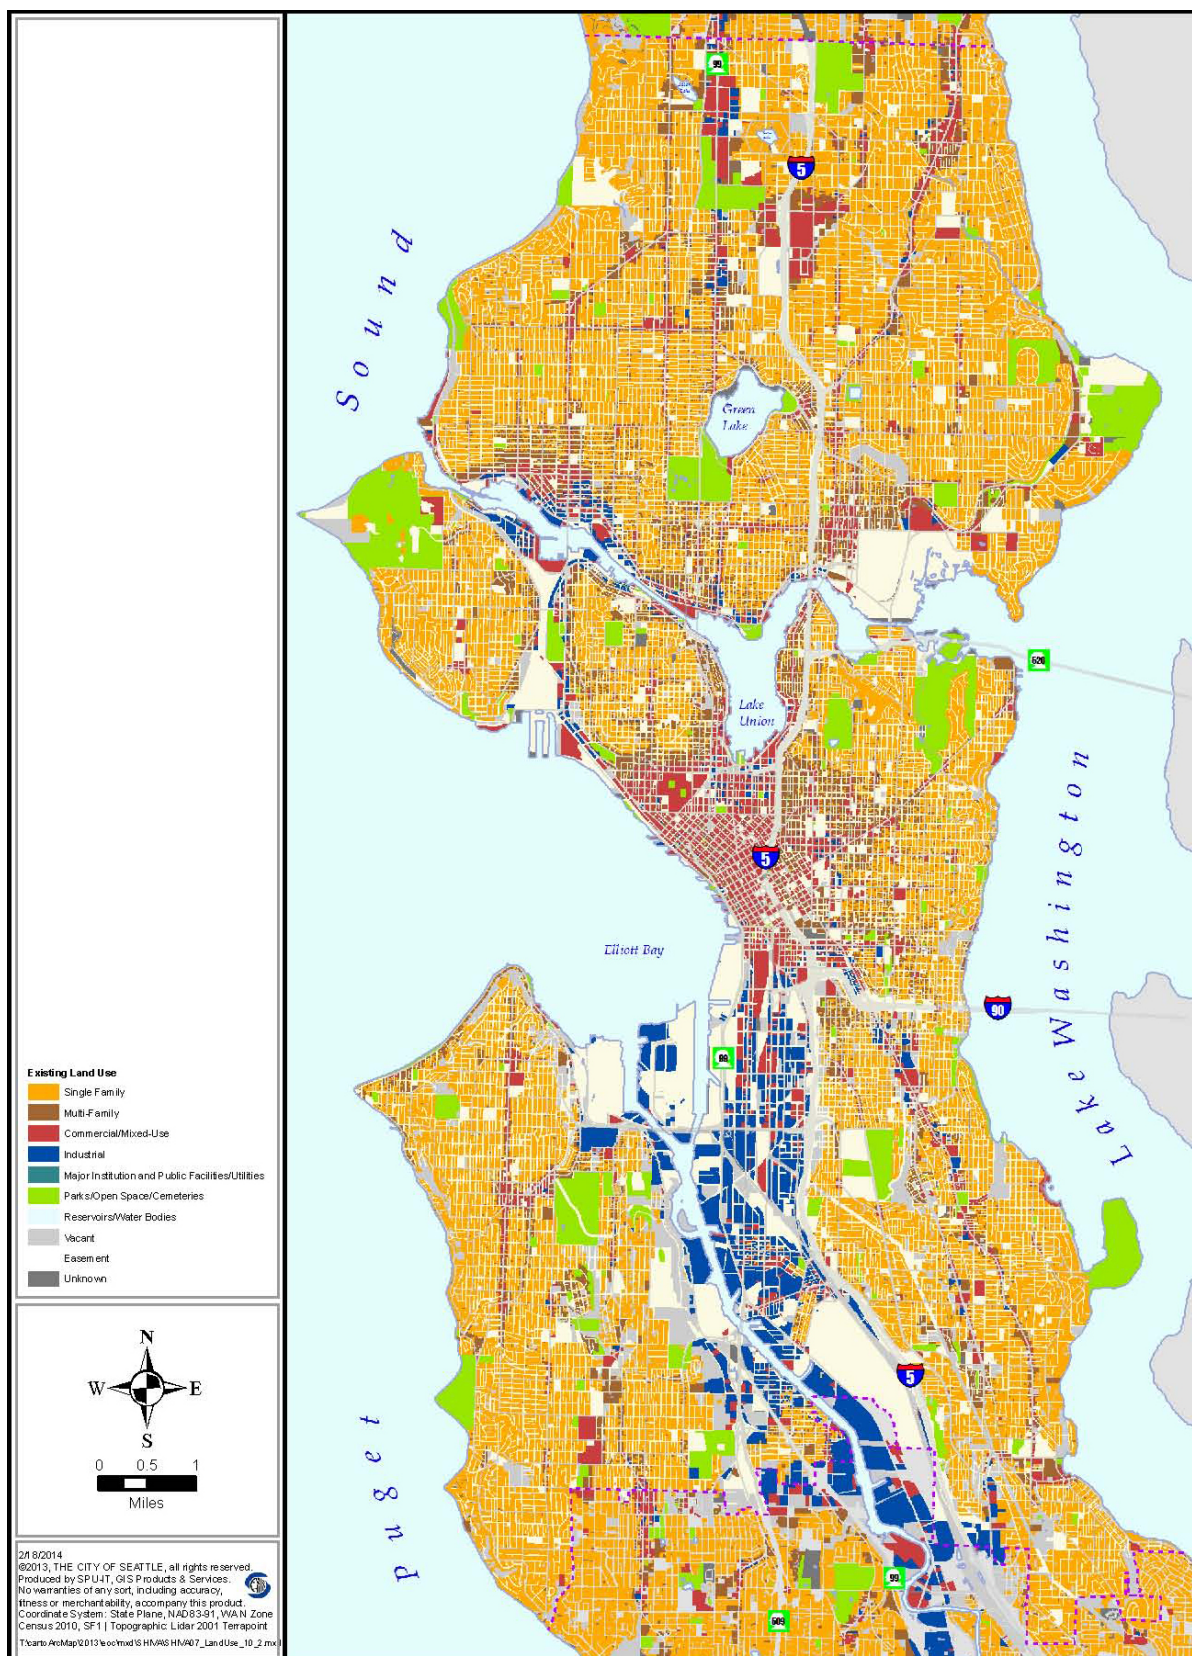 99
5
S o u n d
Green
Lake
520
Lake
Union
5
Elliott Bay
L a k e W a s h i n g t o n
90
99
Existing Land Use
Single Family
Multi-Family
Commercial/Mixed-Use
Industrial
Major Institution and Public Facilities/Utilities
Parks/Open Space/Cemeteries
Reservoirs/Water Bodies
Vacant
Easement
Unknown
N
W E
S
0 0.5 1
Miles
5
P u g e t
99
509
2/18/2014
©2013, THE CITY OF SEATTLE, all rights reserved.
Produced by SPU-IT, GIS Products & Services.
No warranties of any sort, including accuracy,
fitness or merchantability, accompany this product.
Coordinate System: State Plane, NAD83-91, WA N Zone
Census 2010, SF1 | Topographic: Lidar 2001 Terrapoint